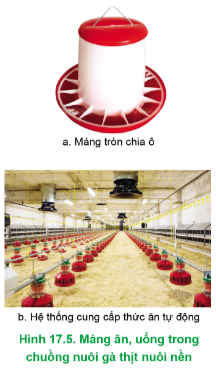 a. Máng tròn chia ô
b. Hệ thống cung cấp thức ăn tự động
Hình 17.5. Máng ăn, uống trong
chuồng nuôi gà thịt nuôi nền